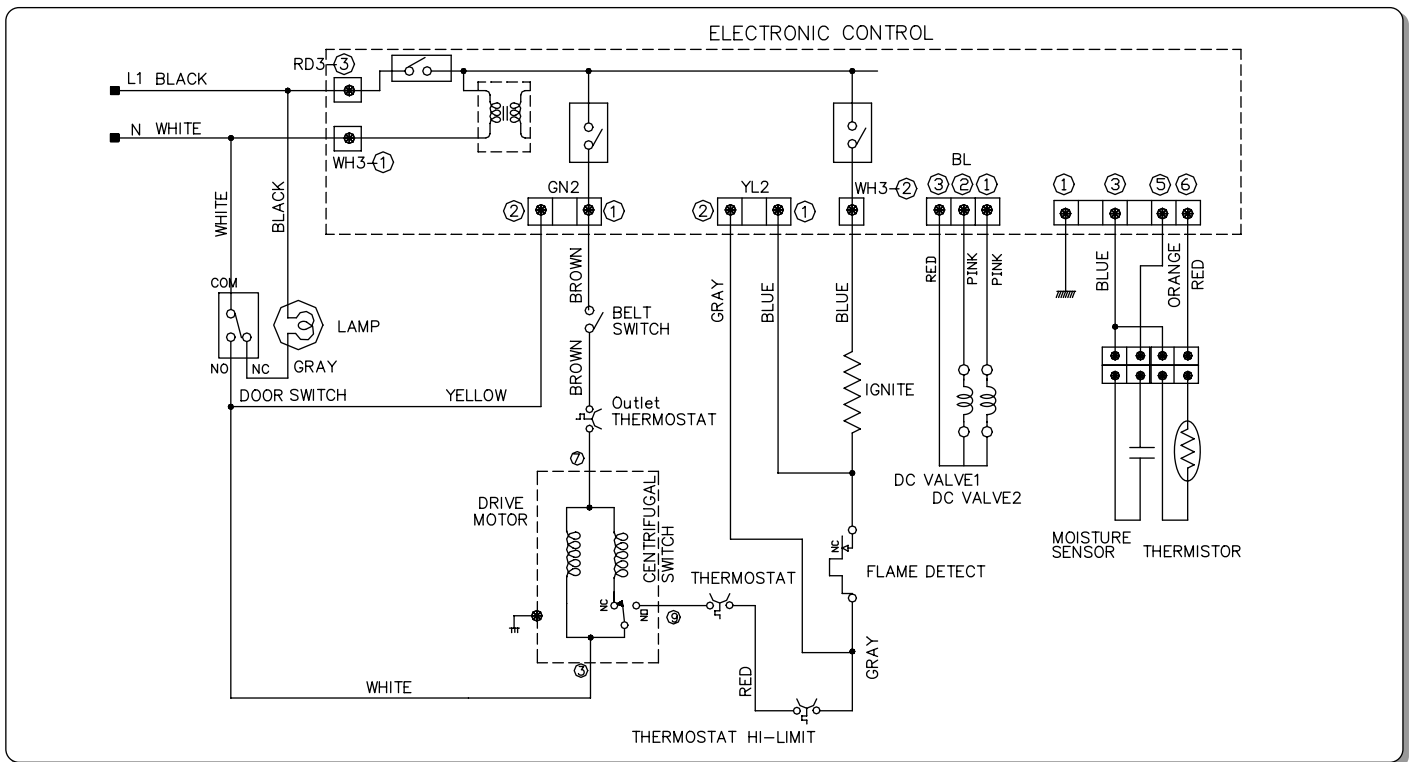 ELECTRONIC CONTROL
L1 BLACK
RD3-③
N WHITE
WH3-①
WHITE
BLACK
GN2
② ①
YL2
② ①
WH3-②
BL
③ ② ①
① ③ ⑤ ⑥
COM
LAMP
NO NC GRAY
DOOR SWITCH
YELLOW
BROWN
BELT
SWITCH
BROWN
Outlet
THERMOSTAT
GRAY
BLUE
BLUE
IGNITE
RED
PINK
PINK
DC VALVE1
DC VALVE2
BLUE
ORANGE
RED
MOISTURE
SENSOR
THERMISTOR
⑦
DRIVE
MOTOR
CENTRIFUGAL
SWITCH
NC
NO
⑨
③
THERMOSTAT
NC
FLAME DETECT
RED
GRAY
WHITE
THERMOSTAT HI-LIMIT